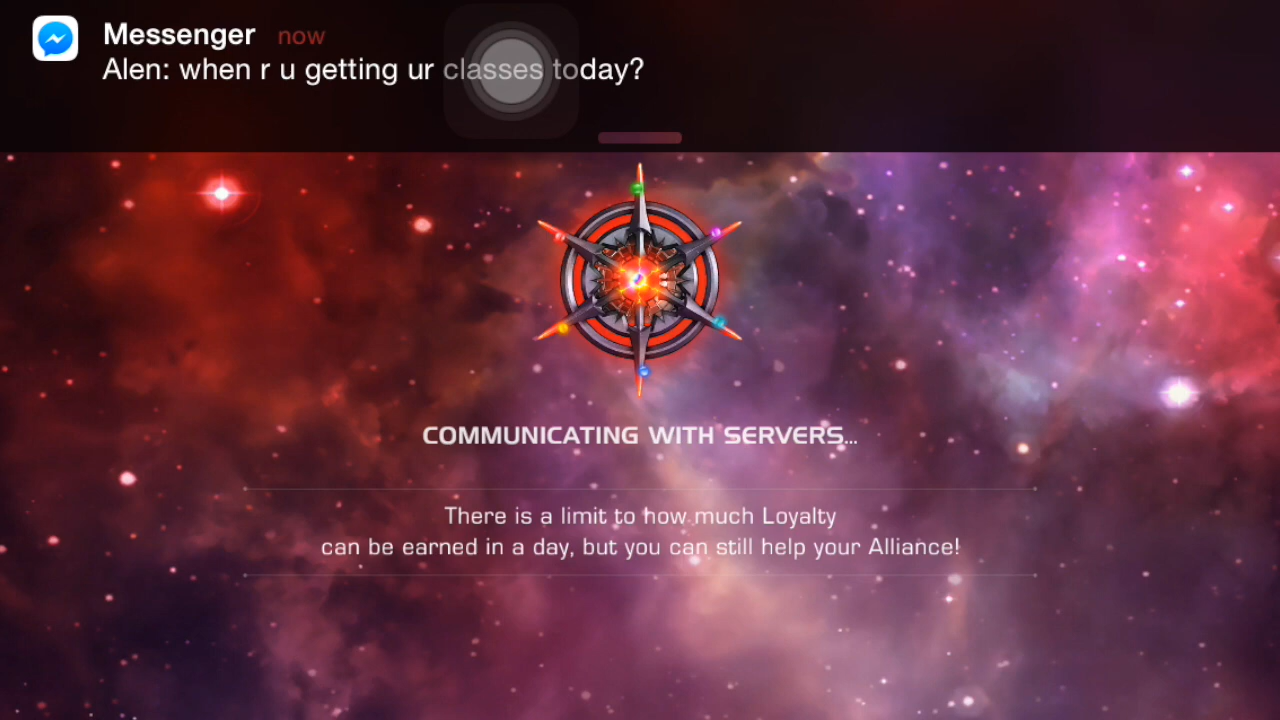 Messenger now
Alen: when r u getting ur classes today?
COMMUNICATING WITH SERVERS...
There is a limit to how much Loyalty
can be earned in a day, but you can still help your Alliance!